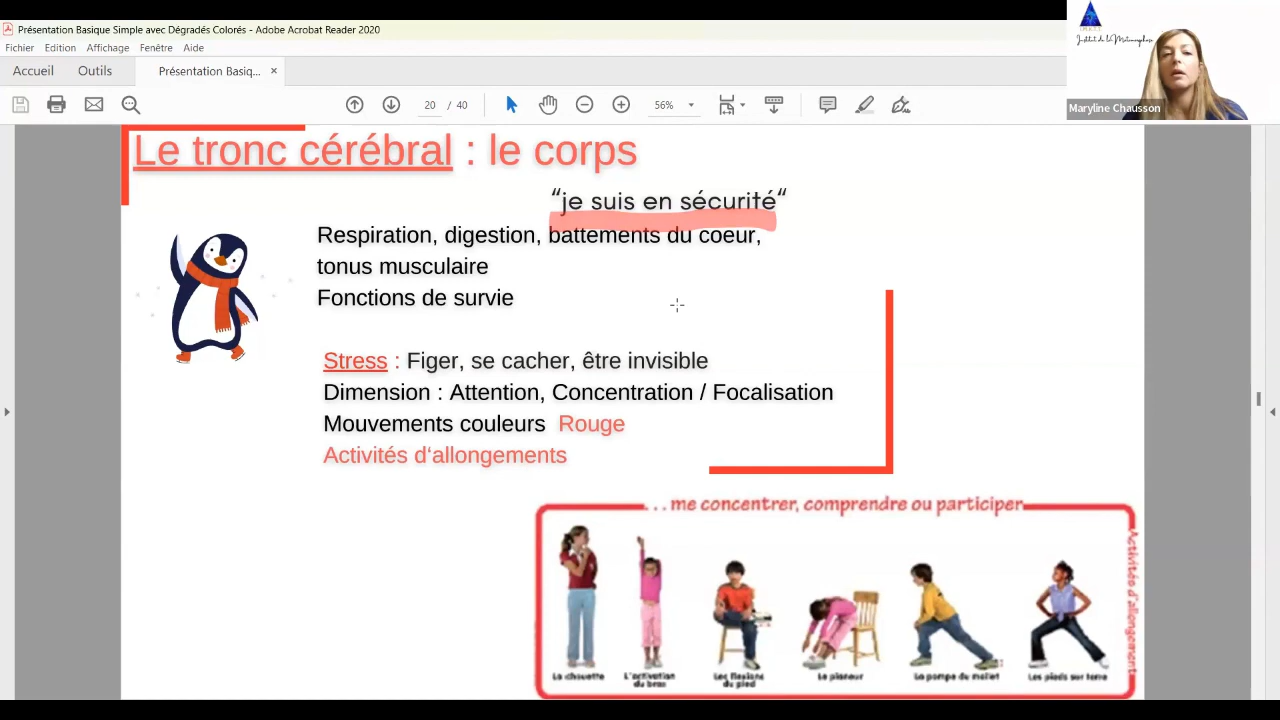 Présentation Basique Simple avec Dégradés Colorés - Adobe Acrobat Reader 2020
Fichier Edition Affichage Fenêtre Aide
Accueil Outils Présentation Basiq... ×
20 / 40 56%
Institut de la Métamorphose
Maryline Chausson
Le tronc cérébral : le corps
“je suis en sécurité“
Respiration, digestion, battements du coeur,
tonus musculaire
Fonctions de survie
Stress : Figer, se cacher, être invisible
Dimension : Attention, Concentration / Focalisation
Mouvements couleurs Rouge
Activités d‘allongements
...me concentrer, comprendre ou participer
Activités d'allongement
La chouette L'activation du bras Les flexions du pied Le planeur La pompe du mollet Les pieds sur terre